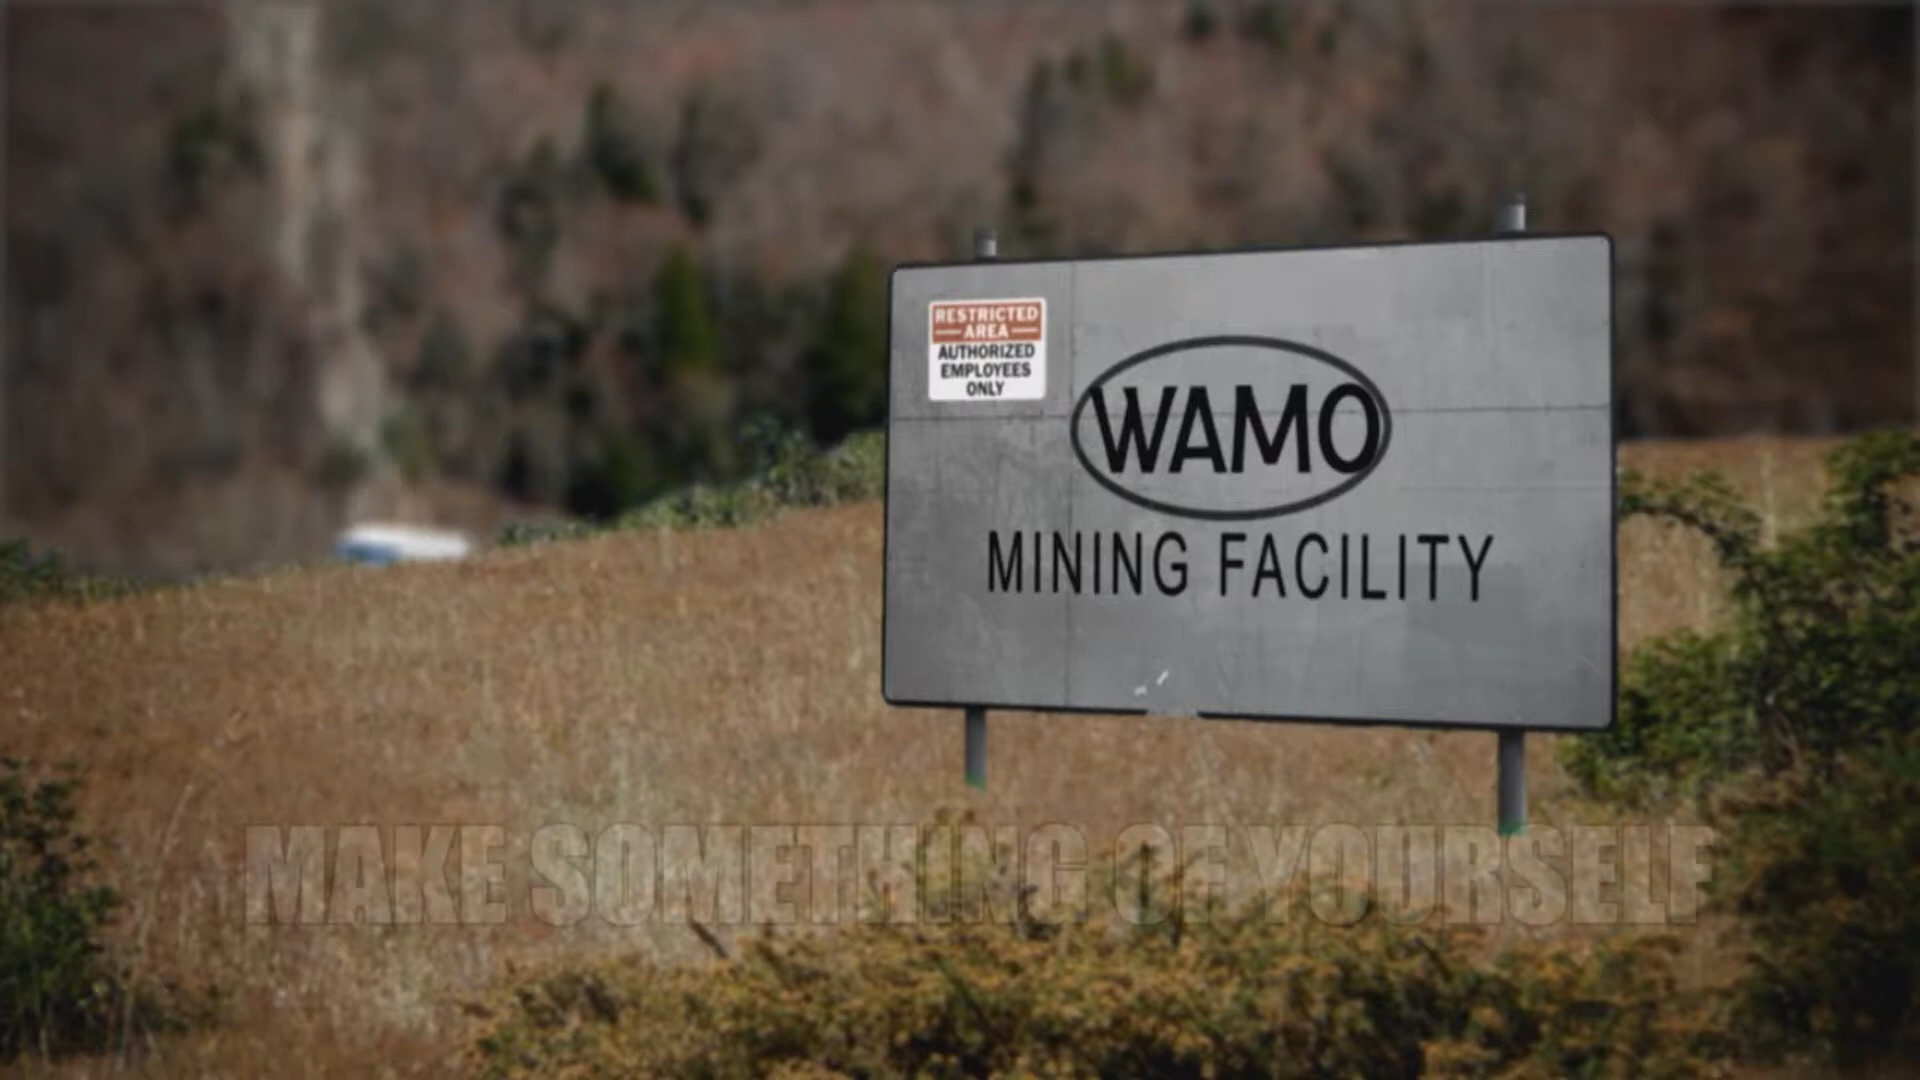 RESTRICTED
AREA
AUTHORIZED
EMPLOYEES
ONLY
WAMO
MINING FACILITY
MAKE SOMETHING OF YOURSELF